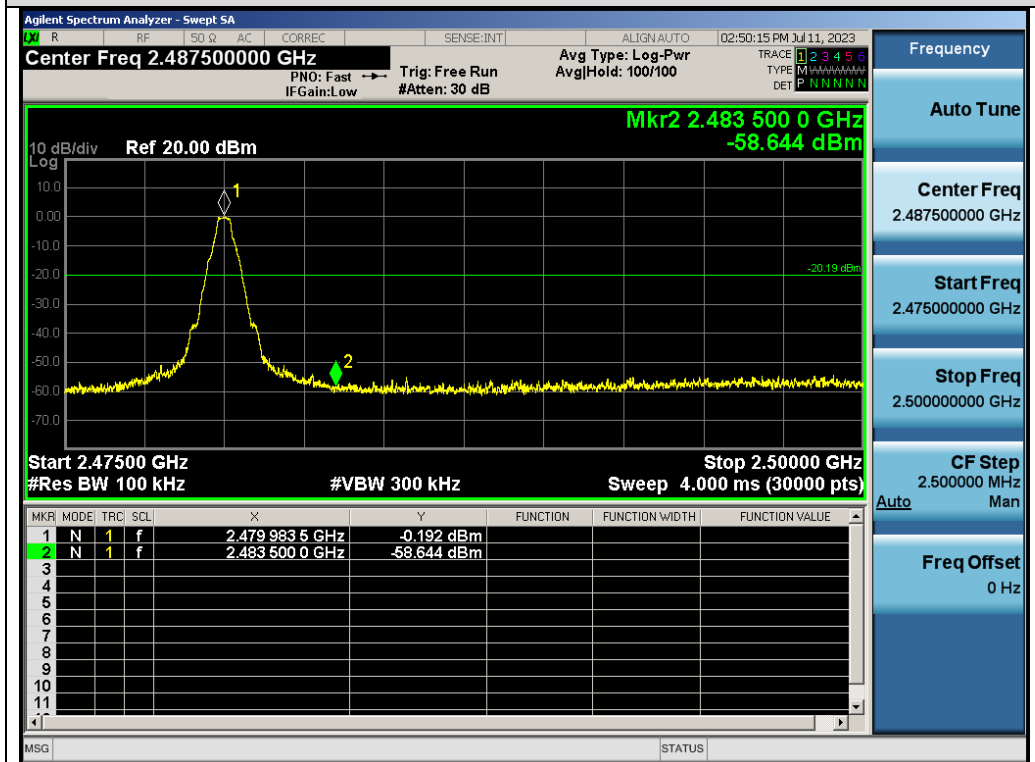 Agilent Spectrum Analyzer - Swept SA
LXI R RF 50 Ω AC CORREC SENSE:INT ALIGN AUTO 02:50:15 PM Jul 11, 2023
Center Freq 2.487500000 GHz
PNO: Fast
IFGain:Low
Trig: Free Run
#Atten: 30 dB
Avg Type: Log-Pwr
Avg|Hold: 100/100
TRACE 1 2 3 4 5 6
TYPE M
DET P N N N N N
Mkr2 2.483 500 0 GHz
-58.644 dBm
10 dB/div Ref 20.00 dBm
Log
10.0
0.00
-10.0
-20.0
-30.0
-40.0
-50.0
-60.0
-70.0
1
-20.19 dBm
2
Start 2.47500 GHz Stop 2.50000 GHz
#Res BW 100 kHz #VBW 300 kHz Sweep 4.000 ms (30000 pts)
MKR MODE TRC SCL X Y FUNCTION FUNCTION WIDTH FUNCTION VALUE
1 N 1 f 2.479 983 5 GHz -0.192 dBm
2 N 1 f 2.483 500 0 GHz -58.644 dBm
3
4
5
6
7
8
9
10
11
MSG STATUS
Frequency
Auto Tune
Center Freq
2.487500000 GHz
Start Freq
2.475000000 GHz
Stop Freq
2.500000000 GHz
CF Step
2.500000 MHz
Auto Man
Freq Offset
0 Hz